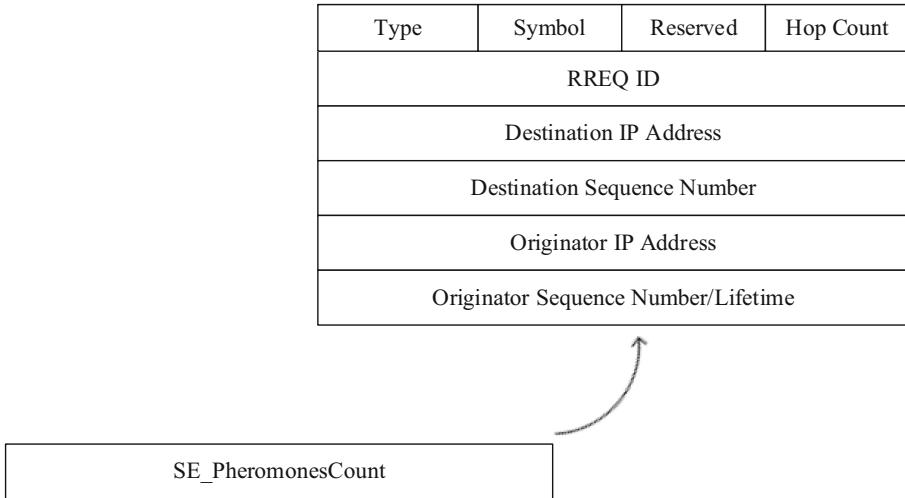 Type Symbol Reserved Hop Count
RREQ ID
Destination IP Address
Destination Sequence Number
Originator IP Address
Originator Sequence Number/Lifetime
SE_PheromonesCount